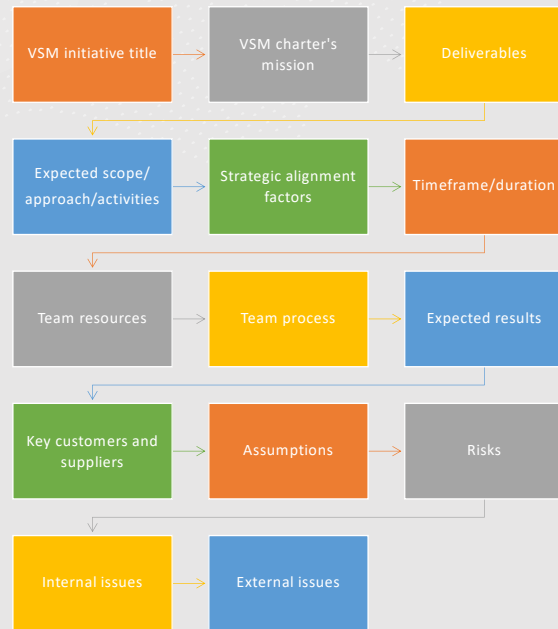 VSM initiative title
VSM charter's
mission
Deliverables
Expected scope/
approach/activities
Strategic alignment
factors
Timeframe/duration
Team resources
Team process
Expected results
Key customers and
suppliers
Assumptions
Risks
Internal issues
External issues